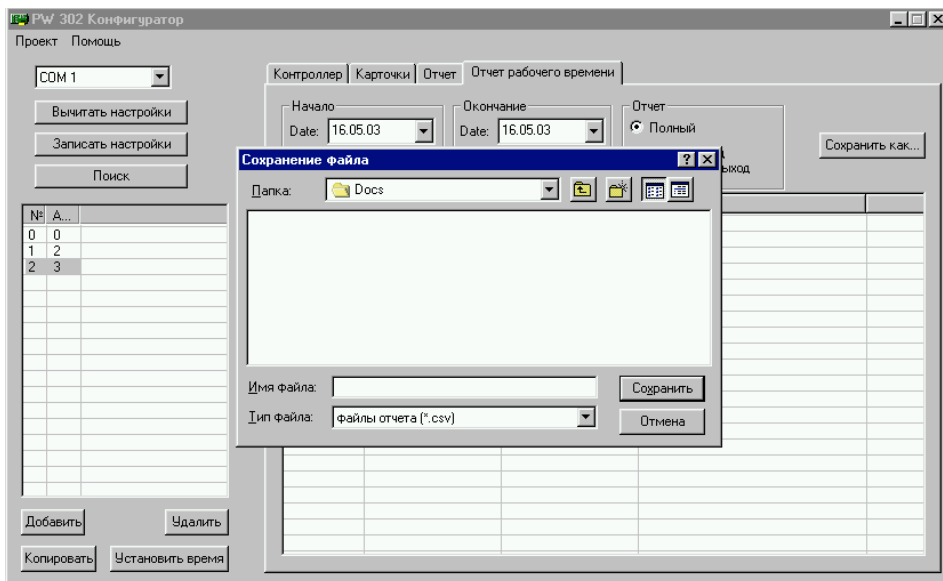 PW 302 Конфигуратор
Проект Помощь
COM 1
Вычитать настройки
Записать настройки
Поиск
№ А...
0 0
1 2
2 3
Добавить Удалить
Копировать Установить время
Контроллер Карточки Отчет Отчет рабочего времени
Начало
Date: 16.05.03
Окончание
Date: 16.05.03
Отчет
Полный
Сохранить как...
Сохранение файла
Папка: Docs
Имя файла:
Сохранить
Тип файла: файлы отчета (*.csv)
Отмена